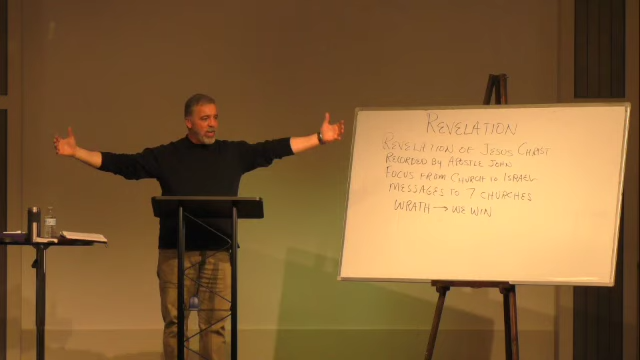 REVELATION
REVELATION OF JESUS CHRIST
RECORDED BY APOSTLE JOHN
FOCUS FROM CHURCH TO ISRAEL
MESSAGES TO 7 CHURCHES
WRATH → WE WIN